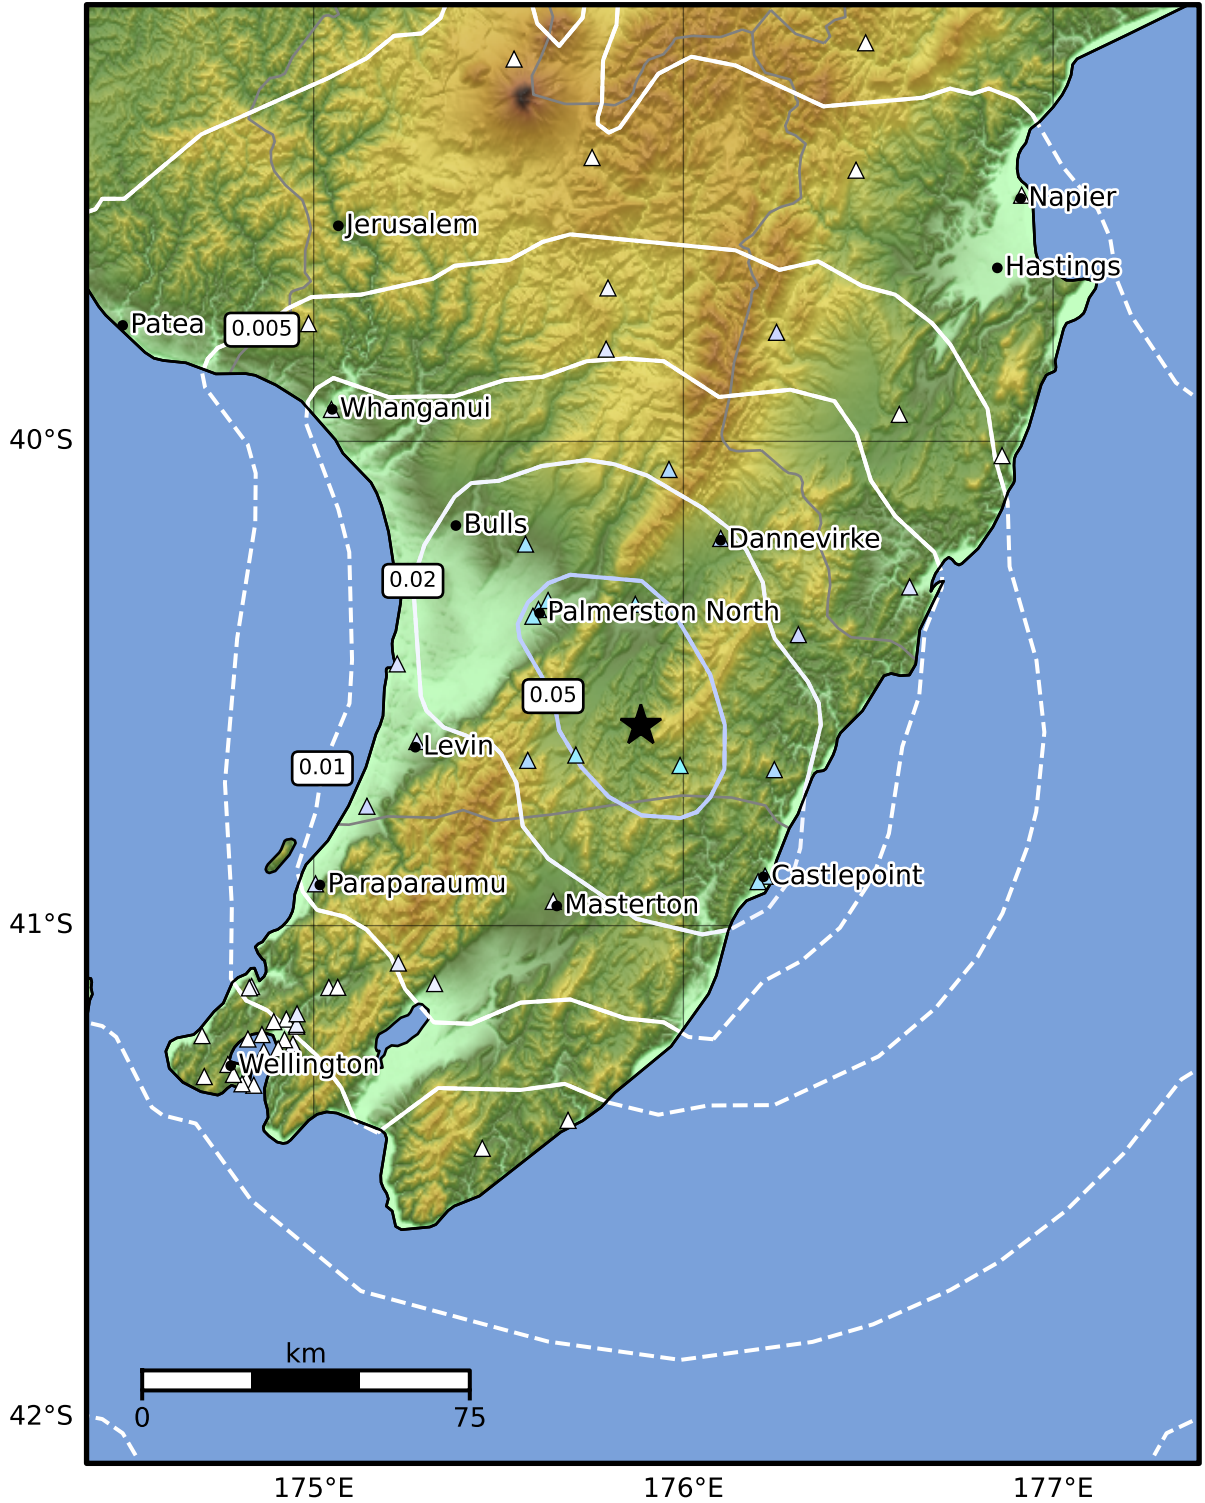 Napier
Jerusalem
Hastings
Patea
0.005
Whanganui
40°S
Bulls
Dannevirke
0.02
Palmerston North
0.05
Levin
0.01
Castlepoint
Paraparaumu
Masterton
41°S
Wellington
km
0 75
42°S
175°E 176°E 177°E